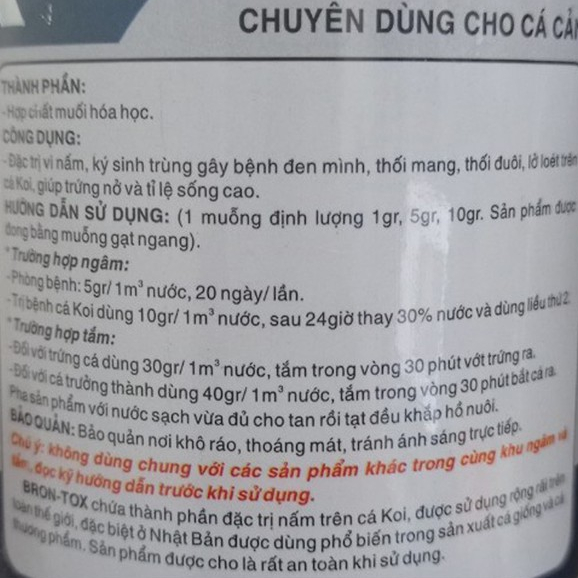 CHUYÊN DÙNG CHO CÁ CẢN
THÀNH PHẦN:
-Hợp chất muối hóa học.
CÔNG DỤNG:
-Đặc trị vi nấm, ký sinh trùng gây bệnh đen mình, thối mang, thối đuôi, lở loét trên
cá Koi, giúp trứng nở và tỉ lệ sống cao.
HƯỚNG DẪN SỬ DỤNG: (1 muỗng định lượng 1gr, 5gr, 10gr. Sản phẩm được
đong bằng muỗng gạt ngang).
* Trường hợp ngâm:
-Phòng bệnh: 5gr/ 1m³ nước, 20 ngày/ lần.
-Trị bệnh cá Koi dùng 10gr/ 1m³ nước, sau 24giờ thay 30% nước và dùng liều thứ 2.
* Trường hợp tắm:
-Đối với trứng cá dùng 30gr/ 1m³ nước, tắm trong vòng 30 phút vớt trứng ra.
-Đối với cá trưởng thành dùng 40gr/ 1m³ nước, tắm trong vòng 30 phút bắt cá ra.
Pha sản phẩm với nước sạch vừa đủ cho tan rồi tạt đều khắp hồ nuôi.
BẢO QUẢN: Bảo quản nơi khô ráo, thoáng mát, tránh ánh sáng trực tiếp.
Chú ý: không dùng chung với các sản phẩm khác trong cùng khu ngâm và
tắm, đọc kỹ hướng dẫn trước khi sử dụng.
BRON-TOX chứa thành phần đặc trị nấm trên cá Koi, được sử dụng rộng rãi trên
toàn thế giới, đặc biệt ở Nhật Bản được dùng phổ biến trong sản xuất cá giống và cá
thương phẩm. Sản phẩm được cho là rất an toàn khi sử dụng.